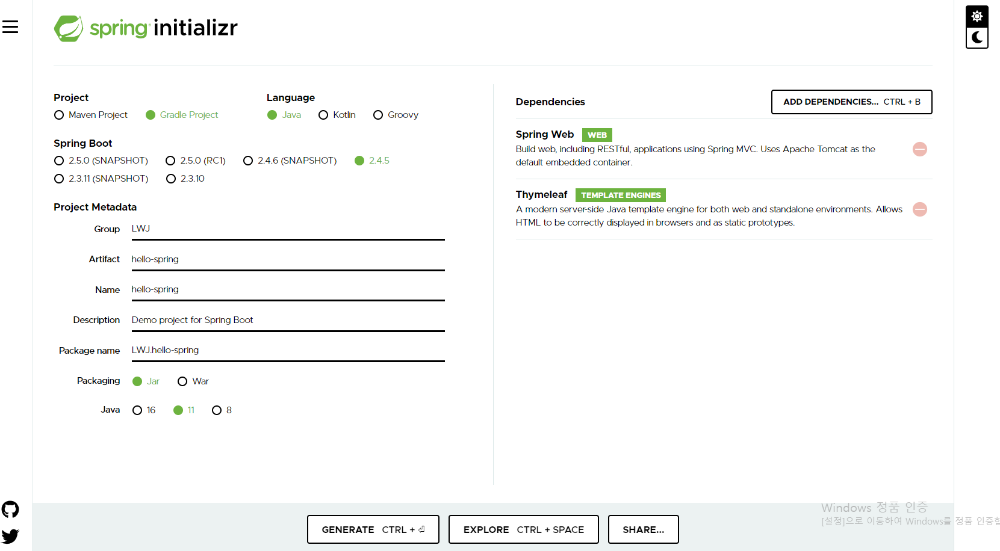 spring initializr
Project
Maven Project Gradle Project
Language
Java Kotlin Groovy
Spring Boot
2.5.0 (SNAPSHOT) 2.5.0 (RC1) 2.4.6 (SNAPSHOT) 2.4.5
2.3.11 (SNAPSHOT) 2.3.10
Project Metadata
Group LWJ
Artifact hello-spring
Name hello-spring
Description Demo project for Spring Boot
Package name LWJ.hello-spring
Packaging Jar War
Java 16 11 8
Dependencies ADD DEPENDENCIES... CTRL + B
Spring Web WEB
Build web, including RESTful, applications using Spring MVC. Uses Apache Tomcat as the
default embedded container.
Thymeleaf TEMPLATE ENGINES
A modern server-side Java template engine for both web and standalone environments. Allows
HTML to be correctly displayed in browsers and as static prototypes.
GENERATE CTRL + ⏎ EXPLORE CTRL + SPACE SHARE...
Windows 정품 인증
[설정]으로 이동하여 Windows를 정품 인증